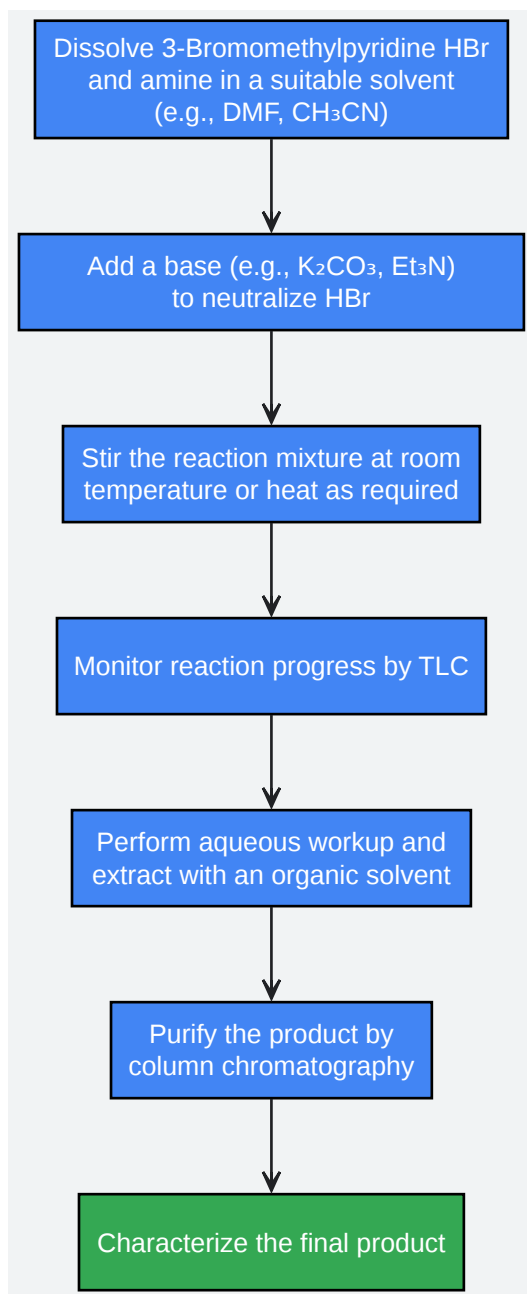 Dissolve 3-Bromomethylpyridine HBr
and amine in a suitable solvent
(e.g., DMF, CH₃CN)
Add a base (e.g., K₂CO₃, Et₃N)
to neutralize HBr
Stir the reaction mixture at room
temperature or heat as required
Monitor reaction progress by TLC
Perform aqueous workup and
extract with an organic solvent
Purify the product by
column chromatography
Characterize the final product